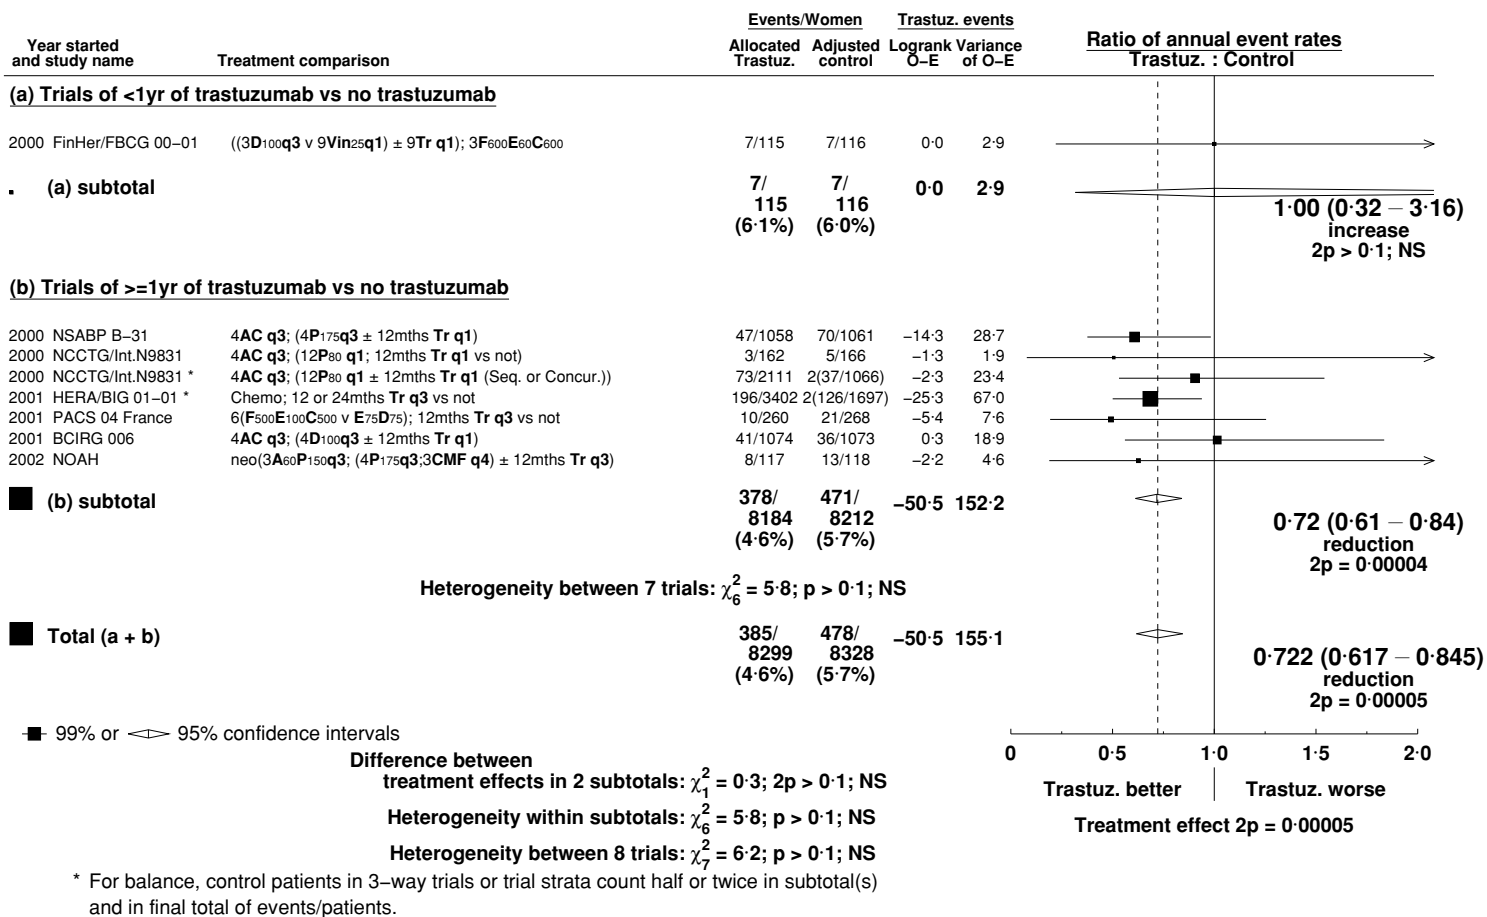 Events/Women Trastuz. events
Year started and study name Treatment comparison Allocated Trastuz. Adjusted control Logrank O–E Variance of O–E Ratio of annual event rates Trastuz. : Control
(a) Trials of <1yr of trastuzumab vs no trastuzumab
2000 FinHer/FBCG 00–01 ((3D100q3 v 9Vin25q1) ± 9Tr q1); 3F600E60C600 7/115 7/116 0·0 2·9
(a) subtotal 7/ 115 (6·1%) 7/ 116 (6·0%) 0·0 2·9
1·00 (0·32 – 3·16)
increase
2p > 0·1; NS
(b) Trials of >=1yr of trastuzumab vs no trastuzumab
2000 NSABP B–31 4AC q3; (4P175q3 ± 12mths Tr q1) 47/1058 70/1061 –14·3 28·7
2000 NCCTG/Int.N9831 4AC q3; (12P80 q1; 12mths Tr q1 vs not) 3/162 5/166 –1·3 1·9
2000 NCCTG/Int.N9831 * 4AC q3; (12P80 q1 ± 12mths Tr q1 (Seq. or Concur.)) 73/2111 2(37/1066) –2·3 23·4
2001 HERA/BIG 01–01 * Chemo; 12 or 24mths Tr q3 vs not 196/3402 2(126/1697) –25·3 67·0
2001 PACS 04 France 6(F500E100C500 v E75D75); 12mths Tr q3 vs not 10/260 21/268 –5·4 7·6
2001 BCIRG 006 4AC q3; (4D100q3 ± 12mths Tr q1) 41/1074 36/1073 0·3 18·9
2002 NOAH neo(3A60P150q3; (4P175q3;3CMF q4) ± 12mths Tr q3) 8/117 13/118 –2·2 4·6
(b) subtotal 378/ 8184 (4·6%) 471/ 8212 (5·7%) –50·5 152·2
0·72 (0·61 – 0·84)
reduction
2p = 0·00004
Heterogeneity between 7 trials: χ²₆ = 5·8; p > 0·1; NS
Total (a + b) 385/ 8299 (4·6%) 478/ 8328 (5·7%) –50·5 155·1
0·722 (0·617 – 0·845)
reduction
2p = 0·00005
99% or 95% confidence intervals
0 0·5 1·0 1·5 2·0
Trastuz. better Trastuz. worse
Treatment effect 2p = 0·00005
Difference between
treatment effects in 2 subtotals: χ²₁ = 0·3; 2p > 0·1; NS
Heterogeneity within subtotals: χ²₆ = 5·8; p > 0·1; NS
Heterogeneity between 8 trials: χ²₇ = 6·2; p > 0·1; NS
* For balance, control patients in 3–way trials or trial strata count half or twice in subtotal(s)
and in final total of events/patients.